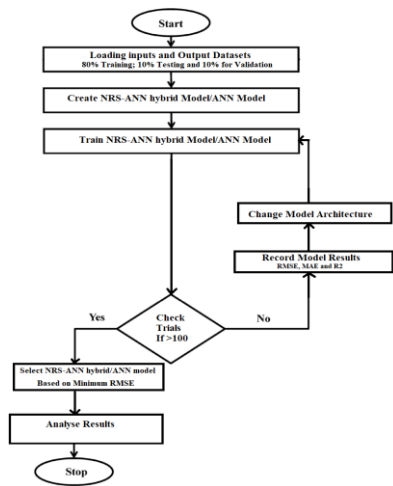 Start
Loading inputs and Output Datasets
80% Training; 10% Testing and 10% for Validation
Create NRS-ANN hybrid Model/ANN Model
Train NRS-ANN hybrid Model/ANN Model
Change Model Architecture
Record Model Results
RMSE, MAE and R2
Yes
Check
Trials
If >100
No
Select NRS-ANN hybrid/ANN model
Based on Minimum RMSE
Analyse Results
Stop